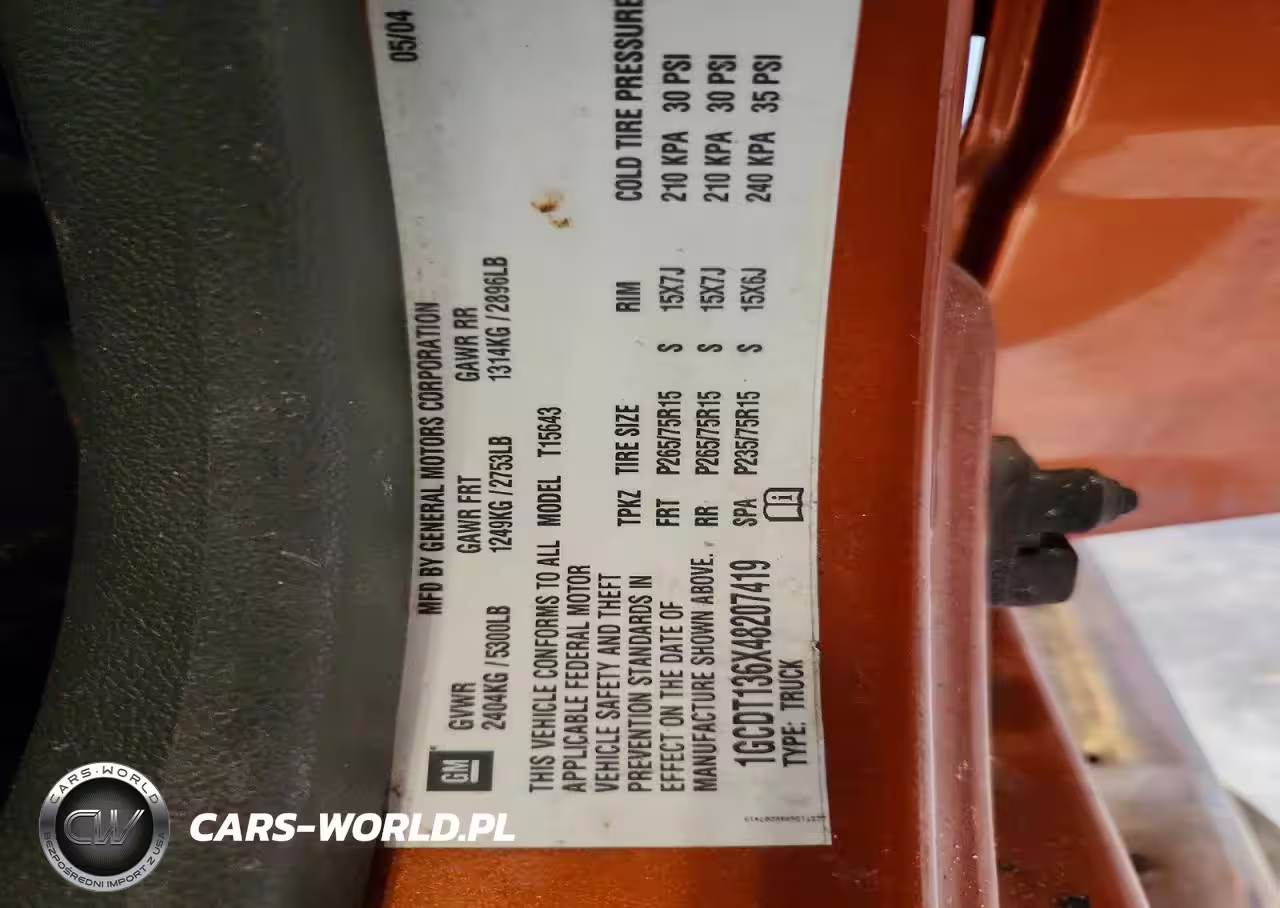 MFD BY GENERAL MOTORS CORPORATION 05/04
GM
GVWR GAWR FRT GAWR RR
2404KG / 5300LB 1249KG / 2753LB 1314KG / 2896LB
THIS VEHICLE CONFORMS TO ALL MODEL T15643
APPLICABLE FEDERAL MOTOR
VEHICLE SAFETY AND THEFT
PREVENTION STANDARDS IN
EFFECT ON THE DATE OF
MANUFACTURE SHOWN ABOVE.
TPKZ TIRE SIZE RIM COLD TIRE PRESSURE
FRT P265/75R15 S 15X7J 210 KPA 30 PSI
RR P265/75R15 S 15X7J 210 KPA 30 PSI
SPA P235/75R15 S 15X6J 240 KPA 35 PSI
1GCDT136X48207419
TYPE: TRUCK
CARS-WORLD
CW
BEZPOŚREDNI IMPORT Z USA
CARS-WORLD.PL